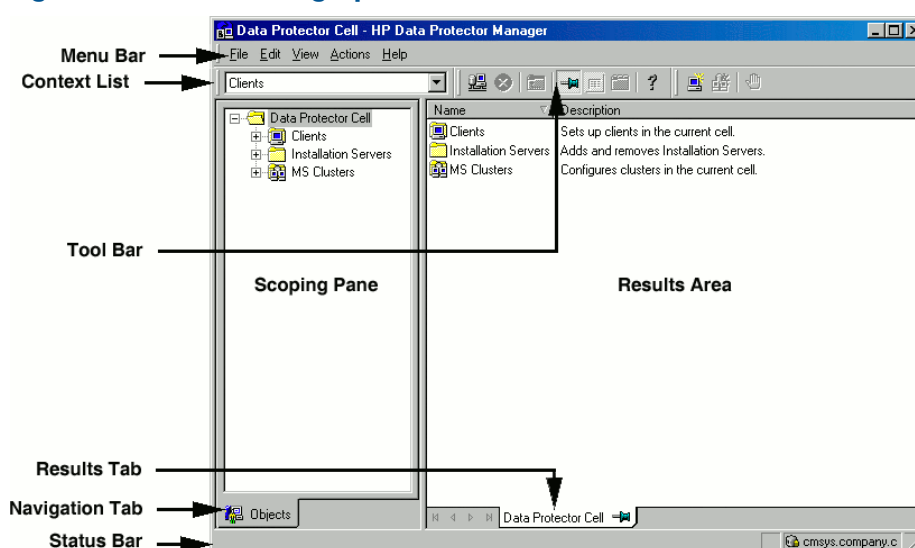 Data Protector Cell - HP Data Protector Manager
Menu Bar
File Edit View Actions Help
Context List
Clients
Name Description
Data Protector Cell
Clients
Installation Servers
MS Clusters
Clients Sets up clients in the current cell.
Installation Servers Adds and removes Installation Servers.
MS Clusters Configures clusters in the current cell.
Tool Bar
Scoping Pane
Results Area
Results Tab
Navigation Tab
Objects
Data Protector Cell
Status Bar
cmsys.company.c